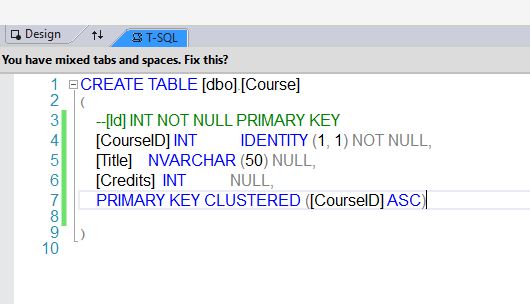 Design T-SQL
You have mixed tabs and spaces. Fix this?
1 CREATE TABLE [dbo].[Course]
2 (
3 --[Id] INT NOT NULL PRIMARY KEY
4 [CourseID] INT IDENTITY (1, 1) NOT NULL,
5 [Title] NVARCHAR (50) NULL,
6 [Credits] INT NULL,
7 PRIMARY KEY CLUSTERED ([CourseID] ASC)
8
9 )
10